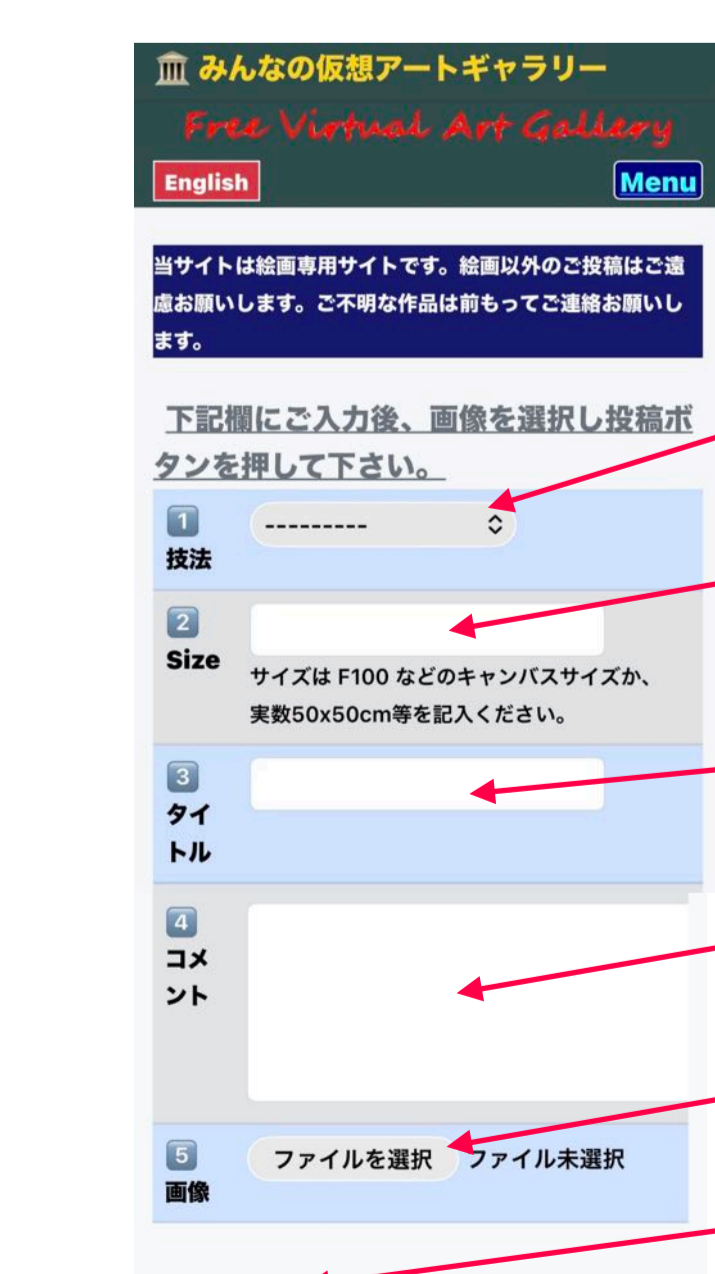 🏛 みんなの仮想アートギャラリー
Free Virtual Art Gallery
English
Menu
当サイトは絵画専用サイトです。絵画以外のご投稿はご遠
慮お願いします。ご不明な作品は前もってご連絡お願いし
ます。
下記欄にご入力後、画像を選択し投稿ボ
タンを押して下さい。
1
技法
---------
2
Size
サイズは F100 などのキャンバスサイズか、
実数50x50cm等を記入ください。
3
タイ
トル
4
コメ
ント
5
画像
ファイルを選択 ファイル未選択